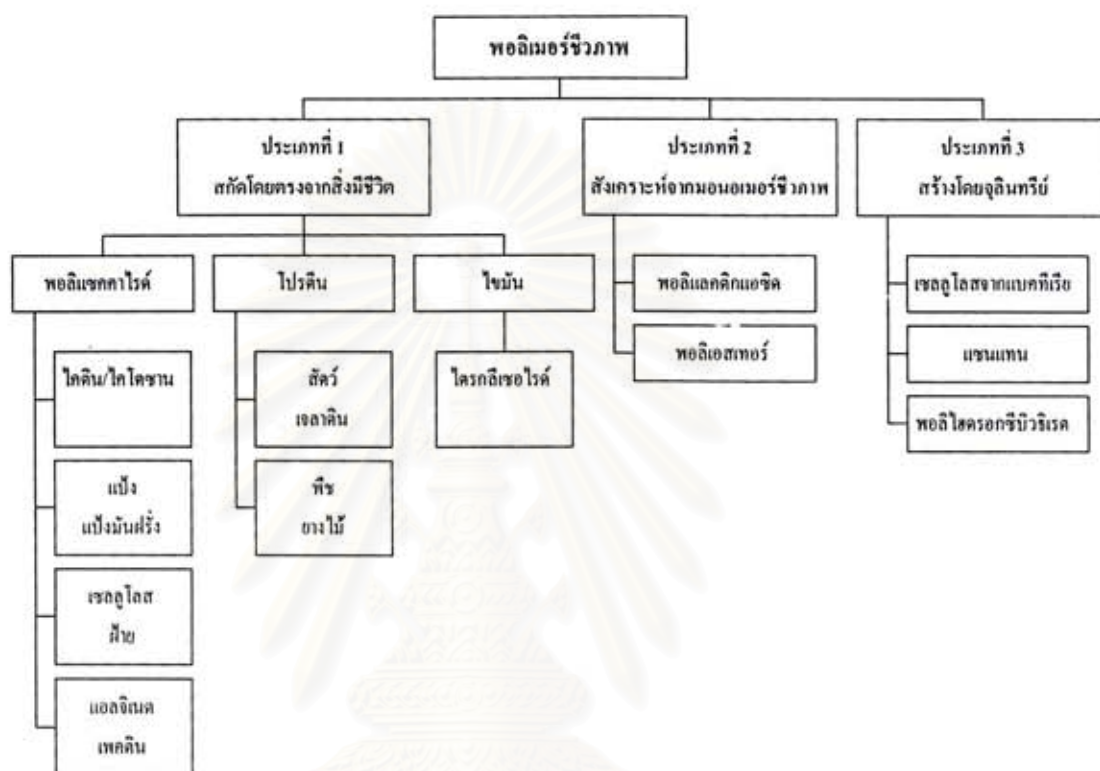 พอลิเมอร์ชีวภาพ
ประเภทที่ 1
สกัดโดยตรงจากสิ่งมีชีวิต
ประเภทที่ 2
สังเคราะห์จากมอนอเมอร์ชีวภาพ
ประเภทที่ 3
สร้างโดยจุลินทรีย์
พอลิแซคคาไรด์
โปรตีน
ไขมัน
พอลิแลคติกแอซิด
เซลลูโลสจากแบคทีเรีย
พอลิเอสเทอร์
แซนแทน
ไคติน/ไคโตซาน
สัตว์
เจลาติน
ไตรกลีเซอไรด์
พอลิไฮดรอกซีบิวธิเรต
แป้ง
แป้งมันฝรั่ง
พืช
ยางไม้
เซลลูโลส
ฝ้าย
แอลจิเนต
เพคติน